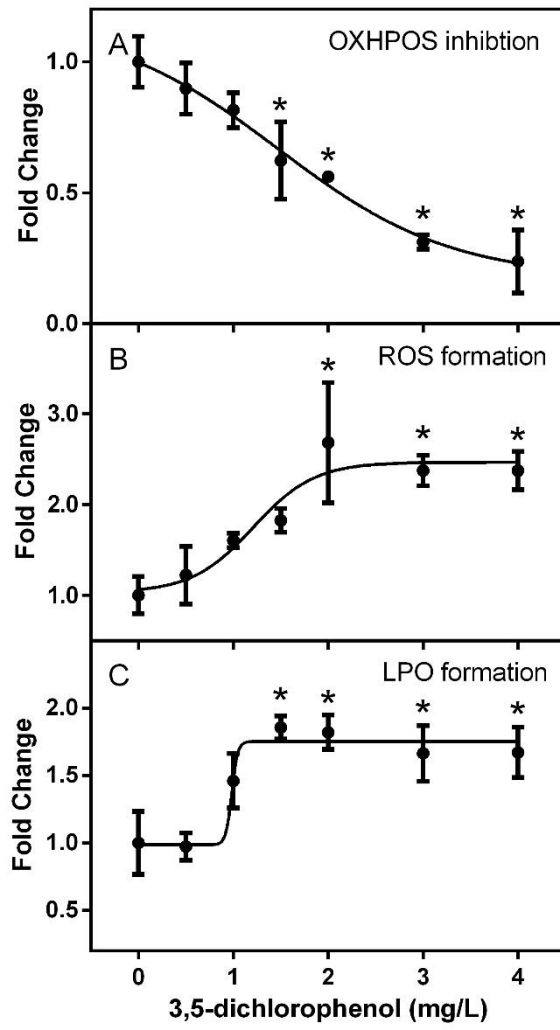 A
OXHPOS inhibtion
1.0
*
*
Fold Change
0.5
*
*
0.0
B
ROS formation
*
3.0
*
*
Fold Change
2.0
1.0
C
LPO formation
*
*
*
*
2.0
Fold Change
1.5
1.0
0.5
0 1 2 3 4
3,5-dichlorophenol (mg/L)